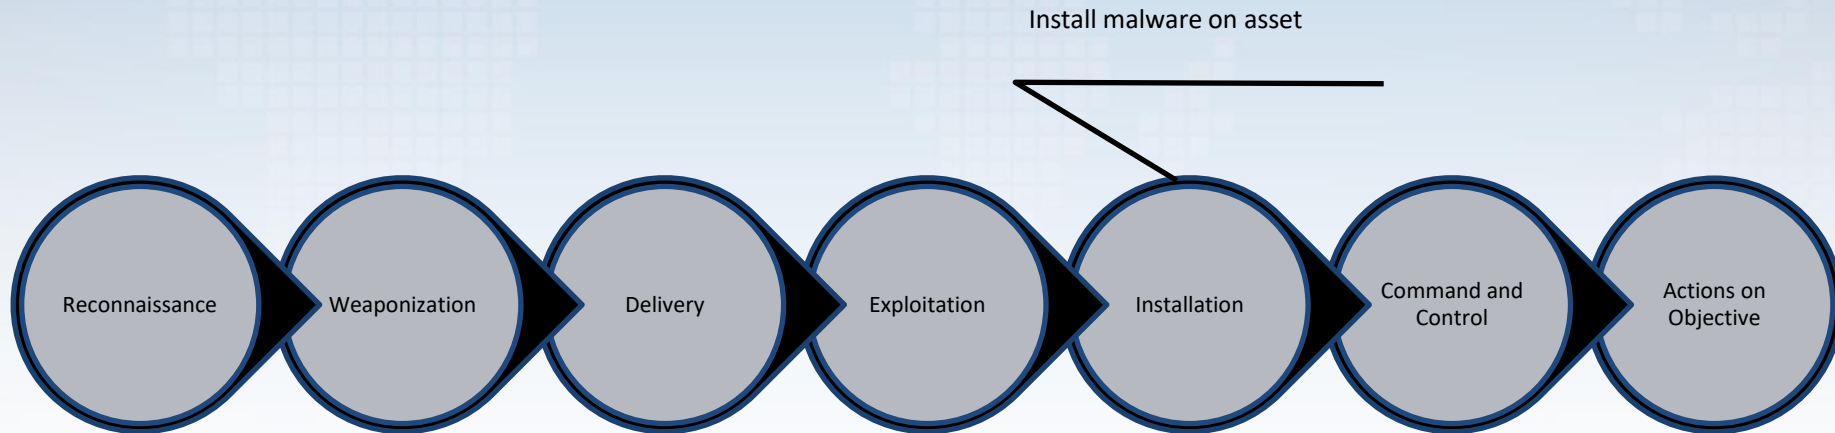 Install malware on asset
Reconnaissance
Weaponization
Delivery
Exploitation
Installation
Command and
Control
Actions on
Objective